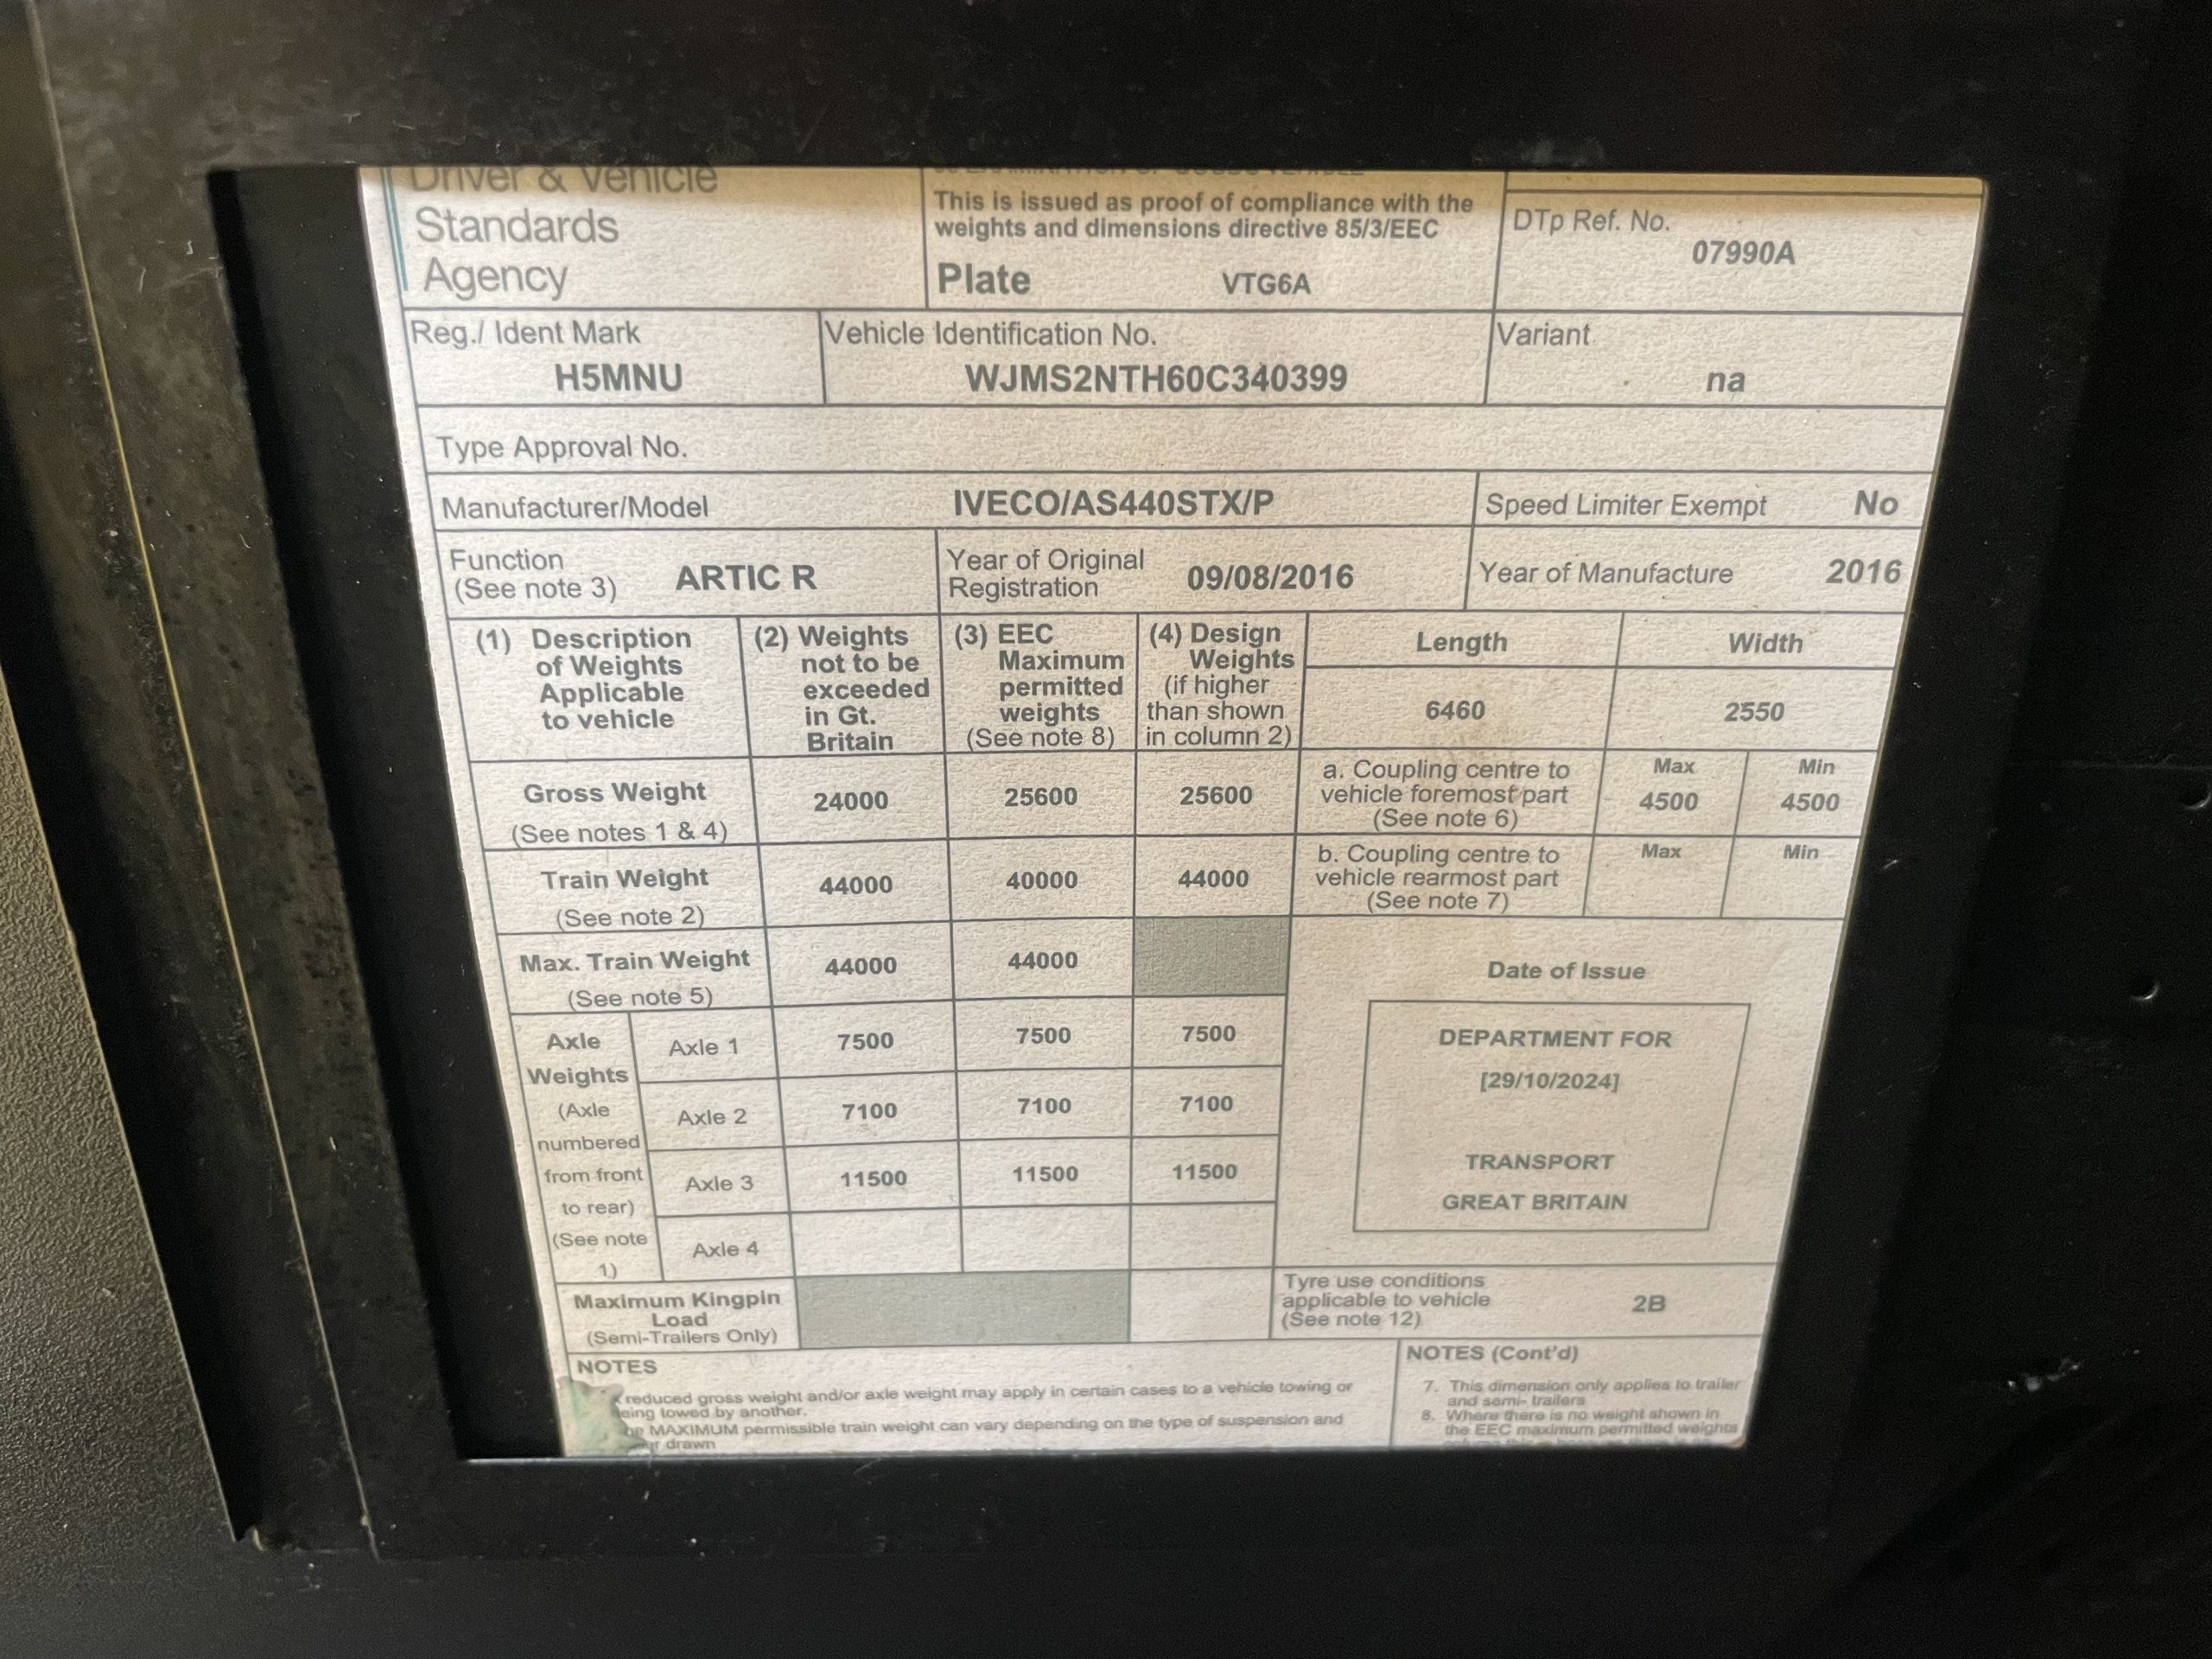 Driver & Vehicle
Standards
Agency
This is issued as proof of compliance with the
weights and dimensions directive 85/3/EEC
Plate VTG6A
DTp Ref. No.
07990A
Reg./ Ident Mark
H5MNU
Vehicle Identification No.
WJMS2NTH60C340399
Variant
na
Type Approval No.
Manufacturer/Model IVECO/AS440STX/P
Speed Limiter Exempt No
Function
(See note 3) ARTIC R
Year of Original
Registration 09/08/2016
Year of Manufacture 2016
(1) Description
of Weights
Applicable
to vehicle
(2) Weights
not to be
exceeded
in Gt.
Britain
(3) EEC
Maximum
permitted
weights
(See note 8)
(4) Design
Weights
(if higher
than shown
in column 2)
Length
6460
Width
2550
Gross Weight
(See notes 1 & 4)
24000 25600 25600
a. Coupling centre to
vehicle foremost part
(See note 6)
Max
4500
Min
4500
Train Weight
(See note 2)
44000 40000 44000
b. Coupling centre to
vehicle rearmost part
(See note 7)
Max
Min
Max. Train Weight
(See note 5)
44000 44000
Axle
Weights
(Axle
numbered
from front
to rear)
(See note
1)
Axle 1 7500 7500 7500
Axle 2 7100 7100 7100
Axle 3 11500 11500 11500
Axle 4
Date of Issue
DEPARTMENT FOR
[29/10/2024]
TRANSPORT
GREAT BRITAIN
Maximum Kingpin
Load
(Semi-Trailers Only)
Tyre use conditions
applicable to vehicle
(See note 12)
2B
NOTES
reduced gross weight and/or axle weight may apply in certain cases to a vehicle towing or
towed by another.
MAXIMUM permissible train weight can vary depending on the type of suspension and
drawn
NOTES (Cont'd)
7. This dimension only applies to trailer
and semi- trailers
8. Where there is no weight shown in
the EEC maximum permitted weights